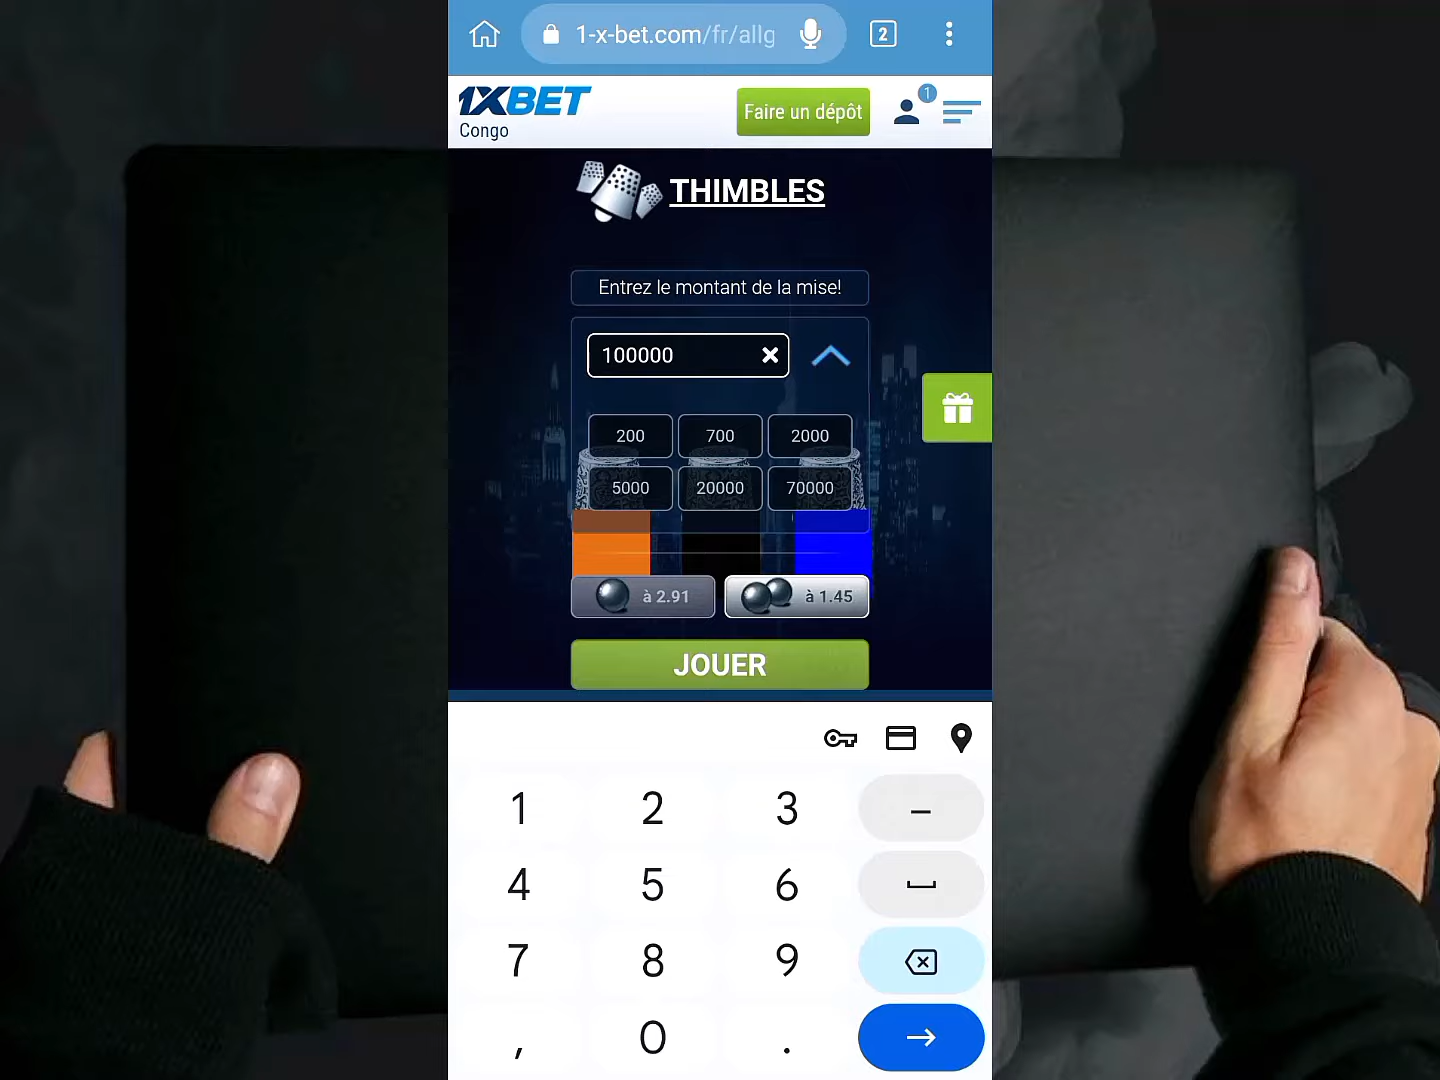 2
1-x-bet.com/fr/allg
1XBET
Congo
Faire un dépôt
1
THIMBLES
Entrez le montant de la mise!
100000
200 700 2000
5000 20000 70000
à 2.91 à 1.45
JOUER
1 2 3 –
4 5 6
7 8 9
, 0 .